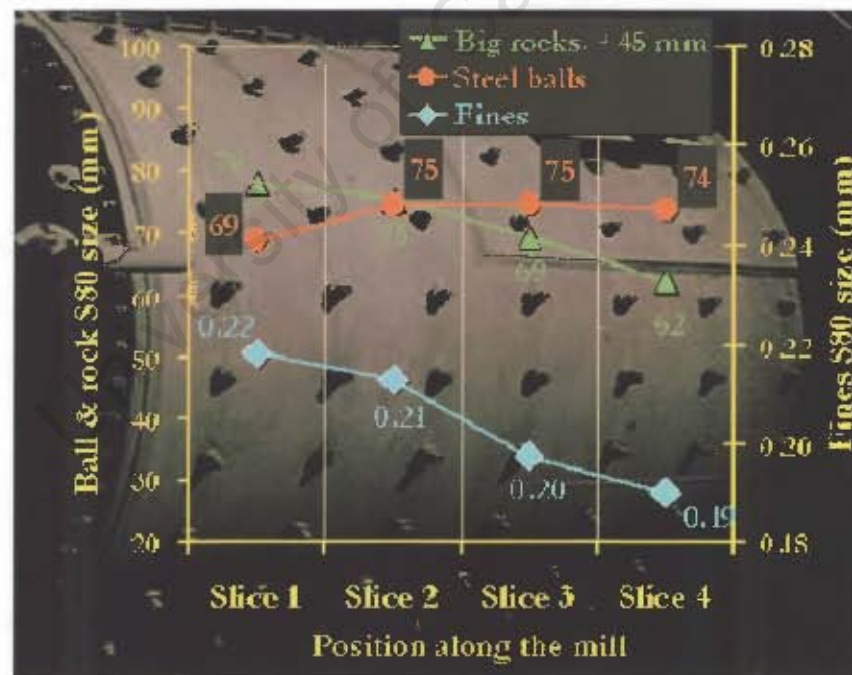 University of Ca
Big rocks + 45 mm
Steel balls
Fines
Ball & rock S80 size (mm)
100
90
80
70
60
50
40
30
20
0.28
0.26
0.24
0.22
0.20
0.18
Fines S80 size (mm)
69
75
75
74
69
62
0.22
0.21
0.20
0.19
Slice 1
Slice 2
Slice 3
Slice 4
Position along the mill